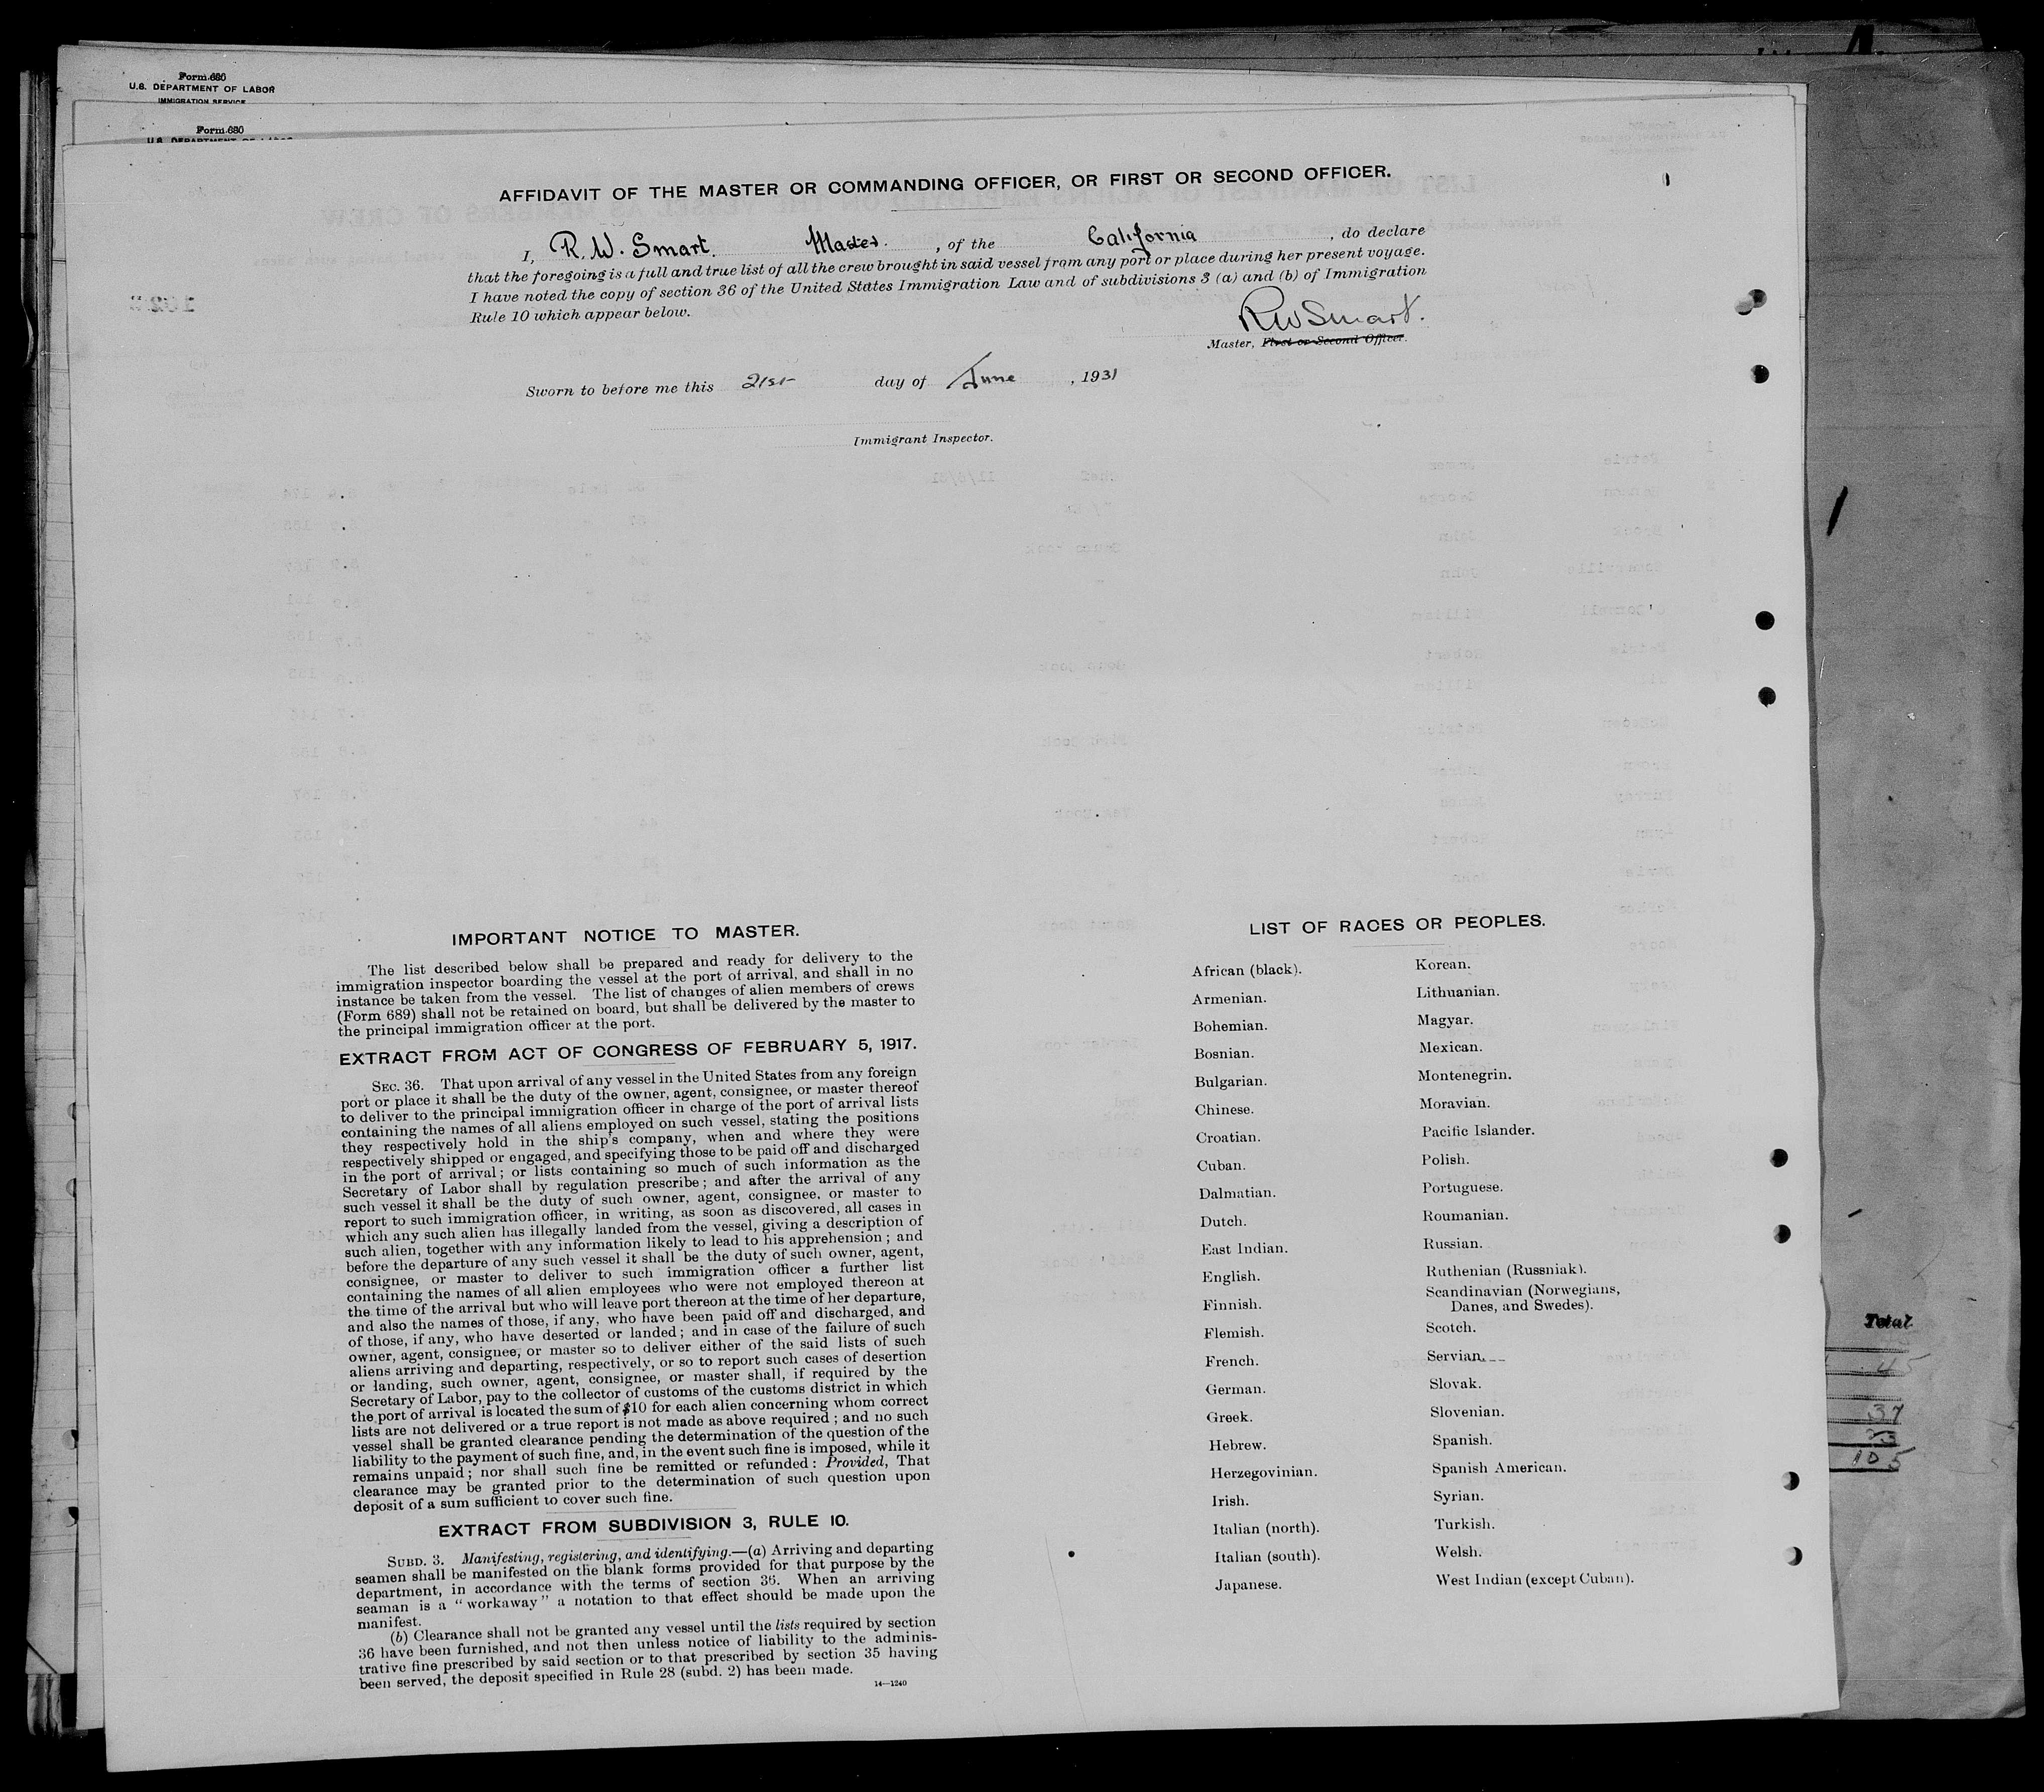 Form 680
U.S. DEPARTMENT OF LABOR
IMMIGRATION SERVICE
Form 680
U.S. DEPARTMENT OF LABOR
AFFIDAVIT OF THE MASTER OR COMMANDING OFFICER, OR FIRST OR SECOND OFFICER.
I, R. W. Smart. Master. , of the California , do declare
that the foregoing is a full and true list of all the crew brought in said vessel from any port or place during her present voyage.
I have noted the copy of section 36 of the United States Immigration Law and of subdivisions 3 (a) and (b) of Immigration
Rule 10 which appear below.
RWSmart.
Master, First or Second Officer.
Sworn to before me this 21st day of June , 1931
Immigrant Inspector.
IMPORTANT NOTICE TO MASTER.
The list described below shall be prepared and ready for delivery to the
immigration inspector boarding the vessel at the port of arrival, and shall in no
instance be taken from the vessel. The list of changes of alien members of crews
(Form 689) shall not be retained on board, but shall be delivered by the master to
the principal immigration officer at the port.
EXTRACT FROM ACT OF CONGRESS OF FEBRUARY 5, 1917.
SEC. 36. That upon arrival of any vessel in the United States from any foreign
port or place it shall be the duty of the owner, agent, consignee, or master thereof
to deliver to the principal immigration officer in charge of the port of arrival lists
containing the names of all aliens employed on such vessel, stating the positions
they respectively hold in the ship's company, when and where they were
respectively shipped or engaged, and specifying those to be paid off and discharged
in the port of arrival; or lists containing so much of such information as the
Secretary of Labor shall by regulation prescribe; and after the arrival of any
such vessel it shall be the duty of such owner, agent, consignee, or master to
report to such immigration officer, in writing, as soon as discovered, all cases in
which any such alien has illegally landed from the vessel, giving a description of
such alien, together with any information likely to lead to his apprehension; and
before the departure of any such vessel it shall be the duty of such owner, agent,
consignee, or master to deliver to such immigration officer a further list
containing the names of all alien employees who were not employed thereon at
the time of the arrival but who will leave port thereon at the time of her departure,
and also the names of those, if any, who have been paid off and discharged, and
of those, if any, who have deserted or landed; and in case of the failure of such
owner, agent, consignee, or master so to deliver either of the said lists of such
aliens arriving and departing, respectively, or so to report such cases of desertion
or landing, such owner, agent, consignee, or master shall, if required by the
Secretary of Labor, pay to the collector of customs of the customs district in which
the port of arrival is located the sum of $10 for each alien concerning whom correct
lists are not delivered or a true report is not made as above required; and no such
vessel shall be granted clearance pending the determination of the question of the
liability to the payment of such fine, and, in the event such fine is imposed, while it
remains unpaid; nor shall such fine be remitted or refunded: Provided, That
clearance may be granted prior to the determination of such question upon
deposit of a sum sufficient to cover such fine.
EXTRACT FROM SUBDIVISION 3, RULE 10.
SUBD. 3. Manifesting, registering, and identifying.—(a) Arriving and departing
seamen shall be manifested on the blank forms provided for that purpose by the
department, in accordance with the terms of section 36. When an arriving
seaman is a "workaway" a notation to that effect should be made upon the
manifest.
(b) Clearance shall not be granted any vessel until the lists required by section
36 have been furnished, and not then unless notice of liability to the adminis-
trative fine prescribed by said section or to that prescribed by section 35 having
been served, the deposit specified in Rule 28 (subd. 2) has been made.
14—1240
LIST OF RACES OR PEOPLES.
African (black).
Armenian.
Bohemian.
Bosnian.
Bulgarian.
Chinese.
Croatian.
Cuban.
Dalmatian.
Dutch.
East Indian.
English.
Finnish.
Flemish.
French.
German.
Greek.
Hebrew.
Herzegovinian.
Irish.
Italian (north).
Italian (south).
Japanese.
Korean.
Lithuanian.
Magyar.
Mexican.
Montenegrin.
Moravian.
Pacific Islander.
Polish.
Portuguese.
Roumanian.
Russian.
Ruthenian (Russniak).
Scandinavian (Norwegians,
Danes, and Swedes).
Scotch.
Servian.
Slovak.
Slovenian.
Spanish.
Spanish American.
Syrian.
Turkish.
Welsh.
West Indian (except Cuban).
Total
45
37
23
105